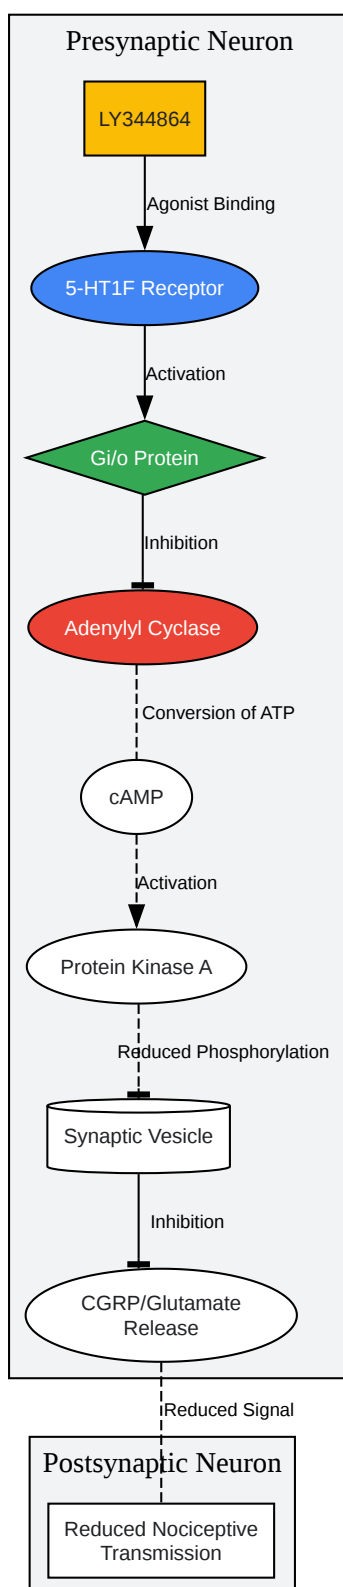 Presynaptic Neuron
LY344864
Agonist Binding
5-HT1F Receptor
Activation
Gi/o Protein
Inhibition
Adenylyl Cyclase
Conversion of ATP
cAMP
Activation
Protein Kinase A
Reduced Phosphorylation
Synaptic Vesicle
Inhibition
CGRP/Glutamate
Release
Reduced Signal
Postsynaptic Neuron
Reduced Nociceptive
Transmission